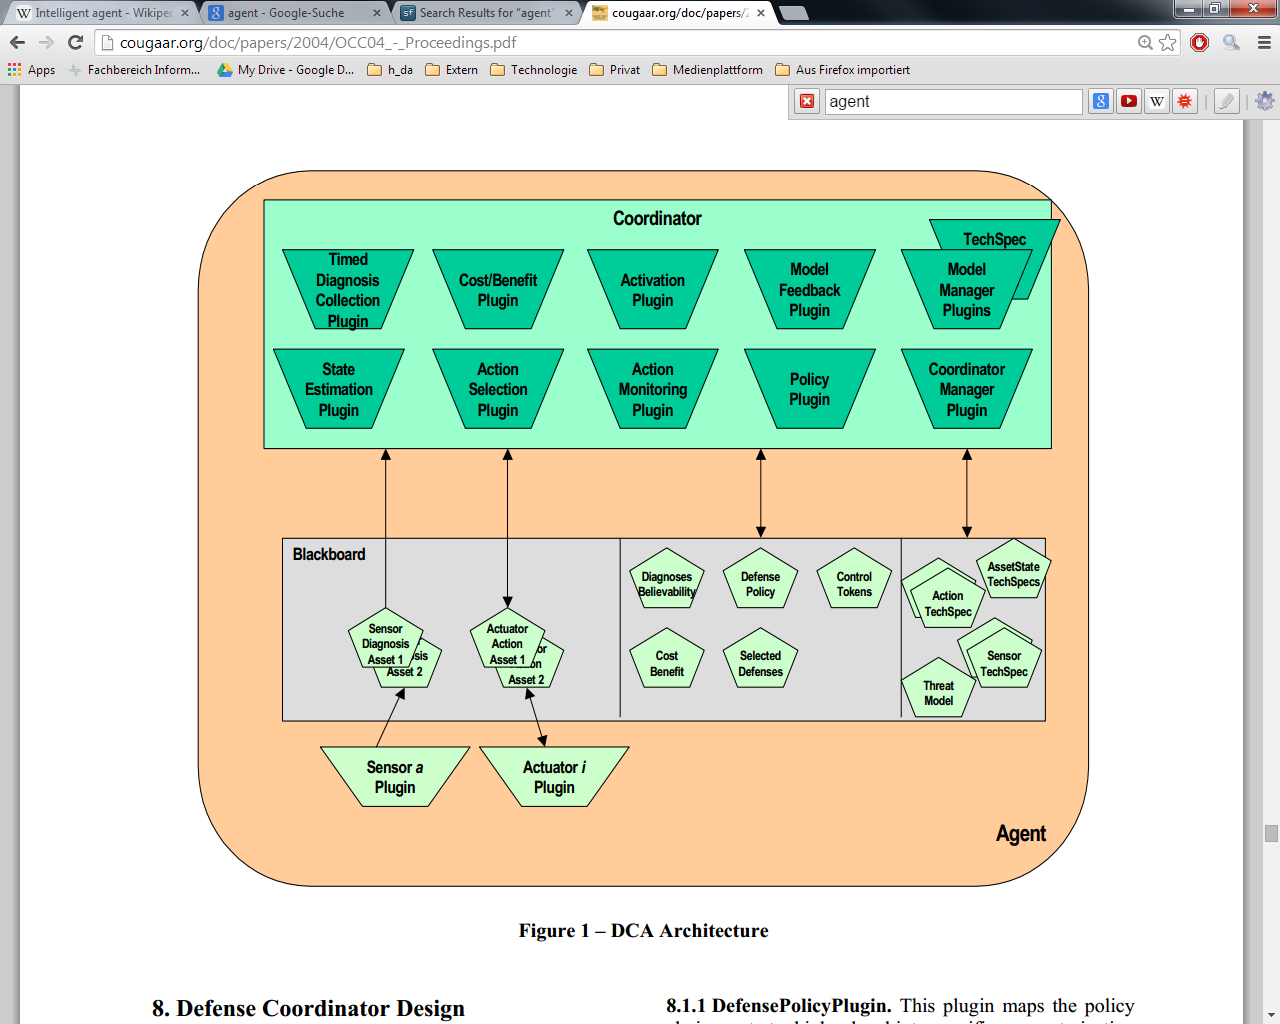 Intelligent agent - Wikipe
agent - Google-Suche
Search Results for "agent"
cougaar.org/doc/papers/2
cougaar.org/doc/papers/2004/OCC04_-_Proceedings.pdf
Apps
Fachbereich Inform...
My Drive - Google D...
h_da
Extern
Technologie
Privat
Medienplattform
Aus Firefox importiert
agent
Coordinator
TechSpec
Timed
Diagnosis
Collection
Plugin
Cost/Benefit
Plugin
Activation
Plugin
Model
Feedback
Plugin
Model
Manager
Plugins
State
Estimation
Plugin
Action
Selection
Plugin
Action
Monitoring
Plugin
Policy
Plugin
Coordinator
Manager
Plugin
Blackboard
Sensor
Diagnosis
Asset 1
sis
Asset 2
Actuator
Action
Asset 1
or
on
Asset 2
Diagnoses
Believability
Defense
Policy
Control
Tokens
Cost
Benefit
Selected
Defenses
AssetState
TechSpecs
Action
TechSpec
Sensor
TechSpec
Threat
Model
Sensor a
Plugin
Actuator i
Plugin
Agent
Figure 1 – DCA Architecture
8. Defense Coordinator Design
8.1.1 DefensePolicyPlugin. This plugin maps the policy